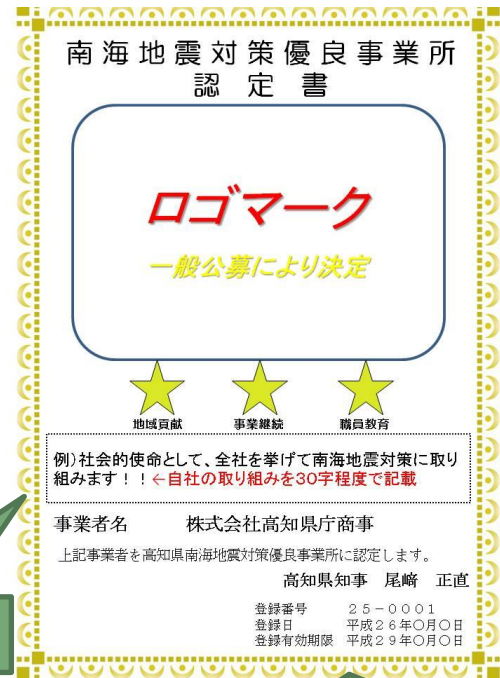 南海地震対策優良事業所
認定書
ロゴマーク
一般公募により決定
地域貢献 事業継続 職員教育
例)社会的使命として、全社を挙げて南海地震対策に取り
組みます！！←自社の取り組みを30字程度で記載
事業者名 株式会社高知県庁商事
上記事業者を高知県南海地震対策優良事業所に認定します。
高知県知事 尾﨑 正直
登録番号 ２５－０００１
登録日 平成２６年○月○日
登録有効期限 平成２９年○月○日